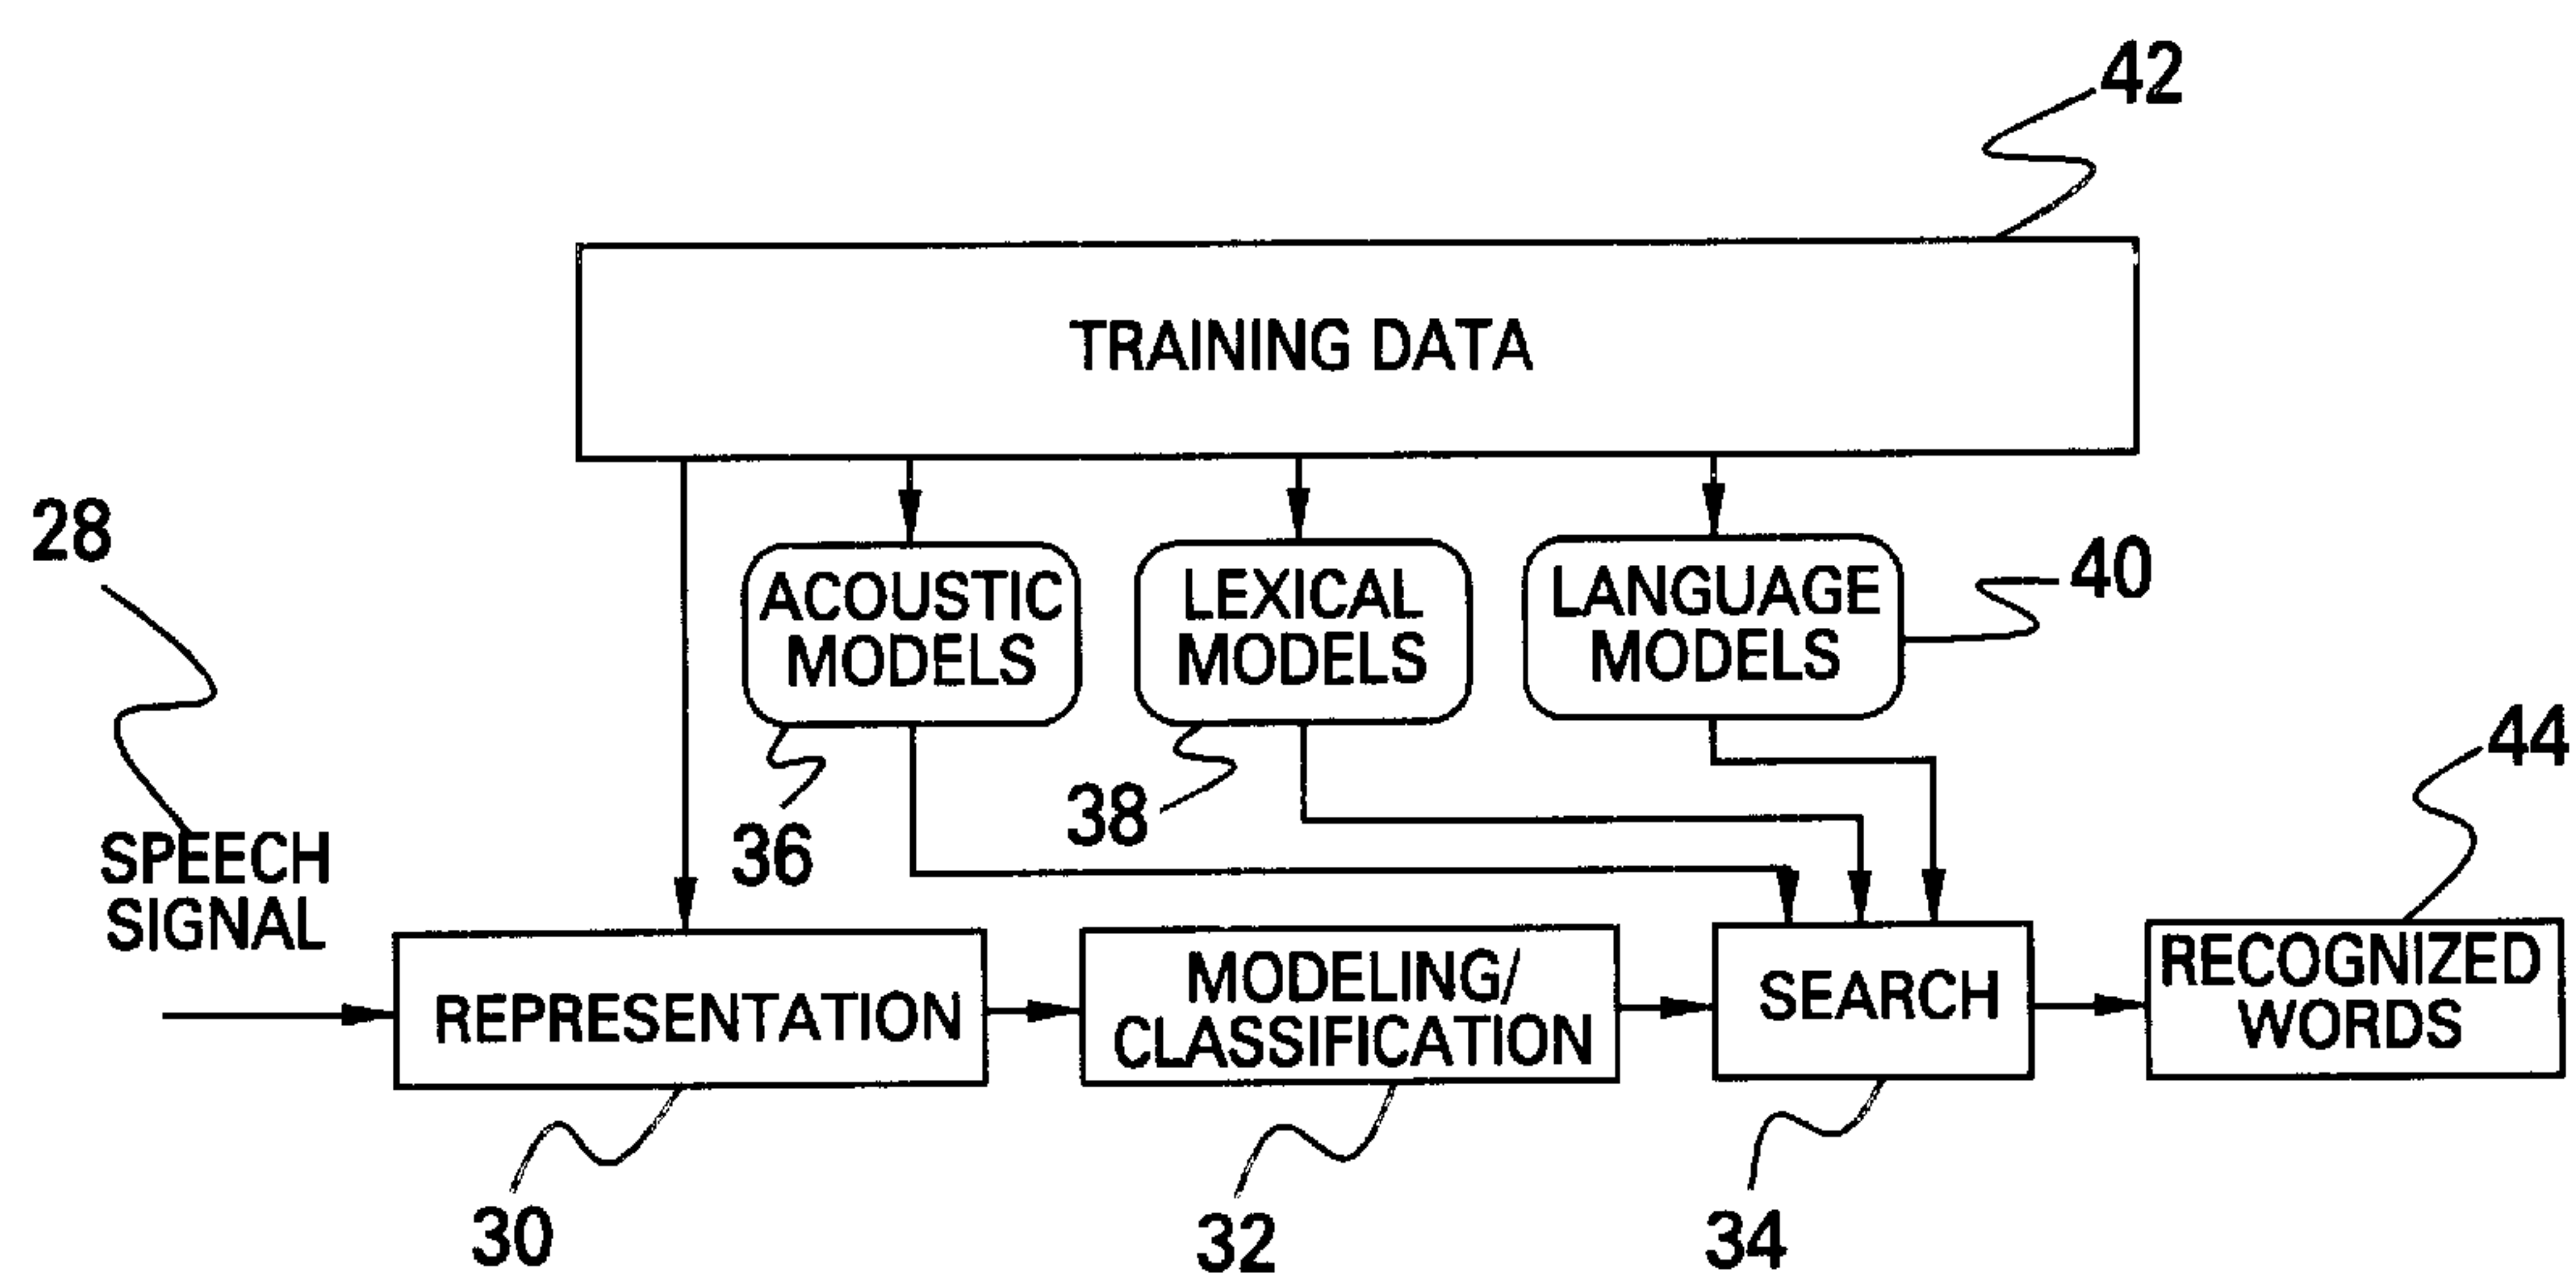 42
TRAINING DATA
28
ACOUSTIC
MODELS
LEXICAL
MODELS
LANGUAGE
MODELS
40
44
36
38
SPEECH
SIGNAL
REPRESENTATION
MODELING/
CLASSIFICATION
SEARCH
RECOGNIZED
WORDS
30
32
34